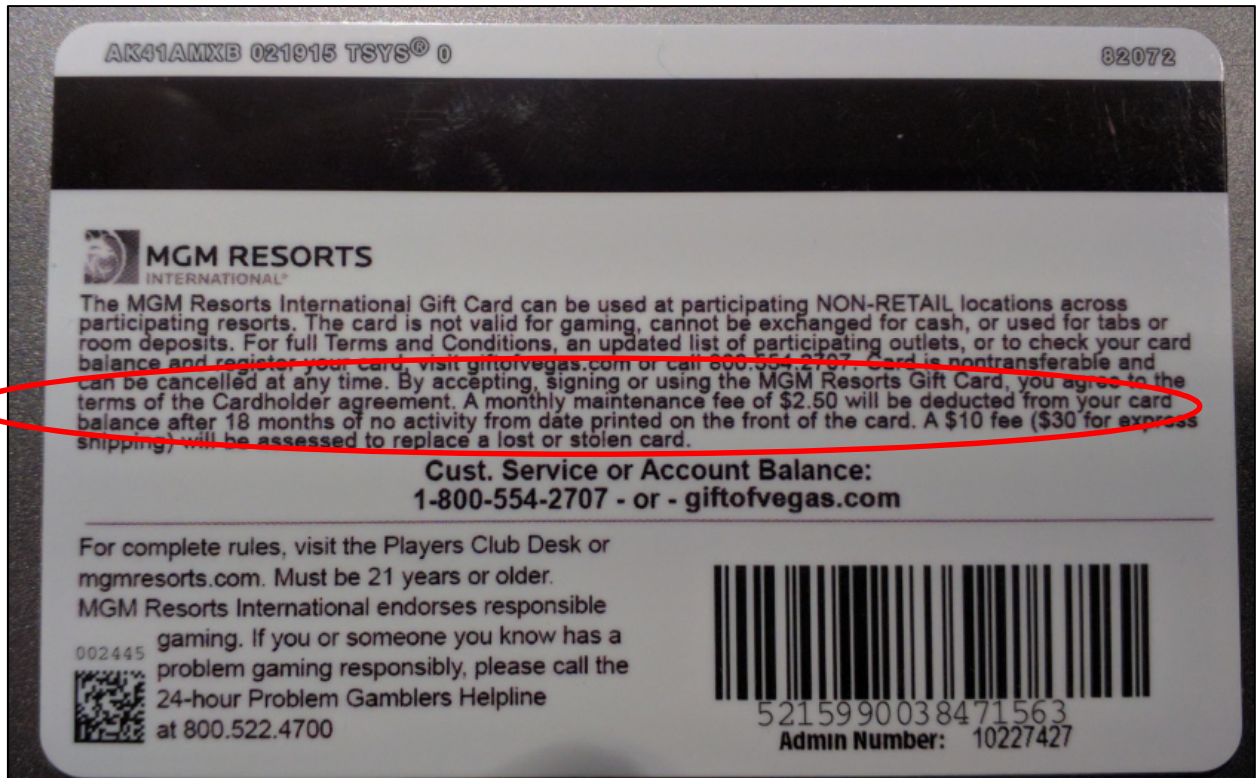 AK41AMXB 021915 TSYS® 0 82072
MGM RESORTS
INTERNATIONAL®
The MGM Resorts International Gift Card can be used at participating NON-RETAIL locations across
participating resorts. The card is not valid for gaming, cannot be exchanged for cash, or used for tabs or
room deposits. For full Terms and Conditions, an updated list of participating outlets, or to check your card
balance and register your card, visit giftofvegas.com or call 800.554.2707. Card is nontransferable and
can be cancelled at any time. By accepting, signing or using the MGM Resorts Gift Card, you agree to the
terms of the Cardholder agreement. A monthly maintenance fee of $2.50 will be deducted from your card
balance after 18 months of no activity from date printed on the front of the card. A $10 fee ($30 for express
shipping) will be assessed to replace a lost or stolen card.
Cust. Service or Account Balance:
1-800-554-2707 - or - giftofvegas.com
For complete rules, visit the Players Club Desk or
mgmresorts.com. Must be 21 years or older.
MGM Resorts International endorses responsible
gaming. If you or someone you know has a
problem gaming responsibly, please call the
24-hour Problem Gamblers Helpline
at 800.522.4700
002445
5215990038471563
Admin Number: 10227427